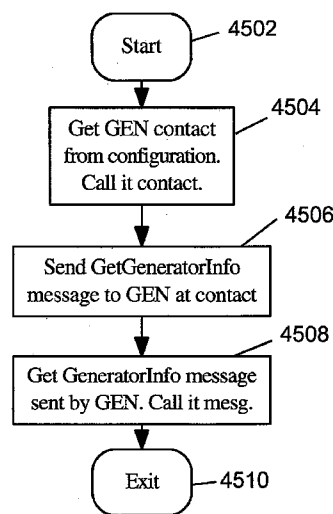 Start
4502
Get GEN contact
from configuration.
Call it contact.
4504
Send GetGeneratorInfo
message to GEN at contact
4506
Get GeneratorInfo message
sent by GEN. Call it mesg.
4508
Exit
4510